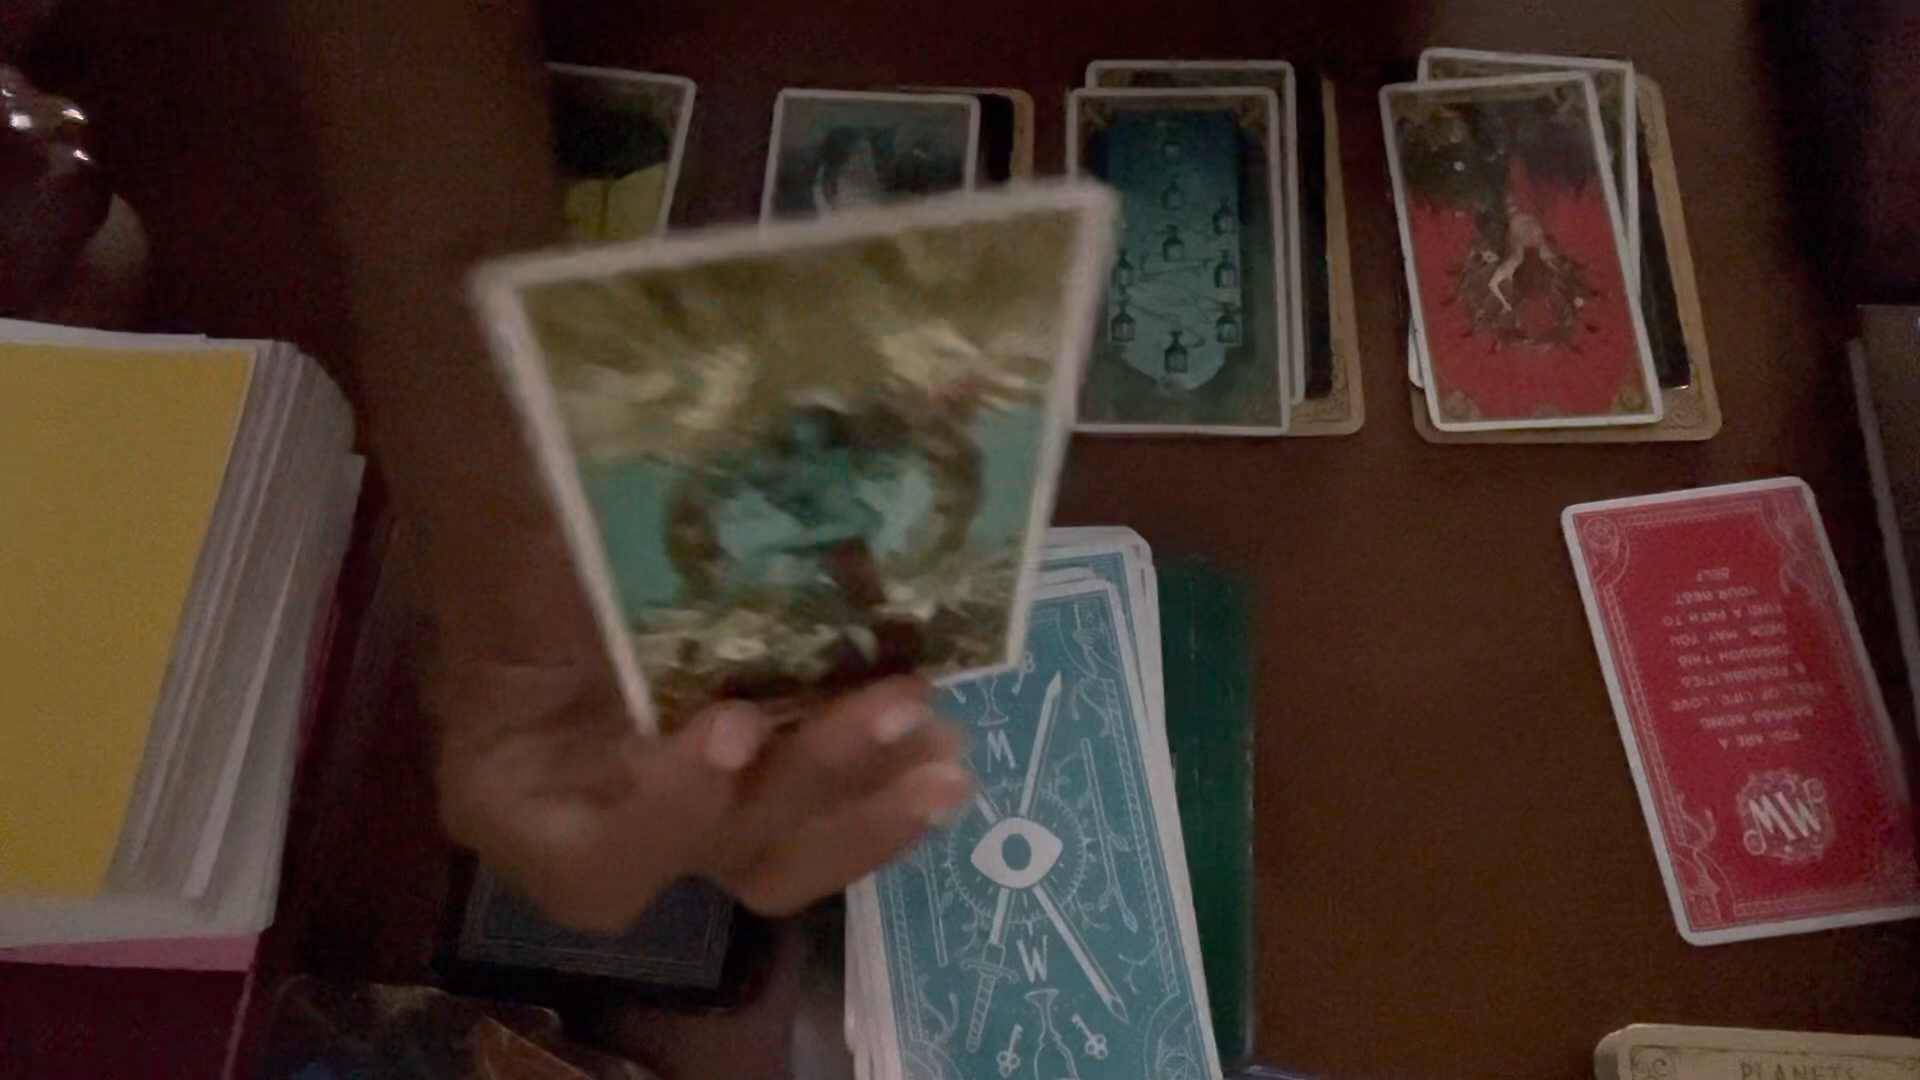 W
W
YOU ARE A
BADASS BEING
FULL OF LIFE, LOVE
& POSSIBILITIES
THROUGH THIS
DECK MAY YOU
FIND A PATH TO
YOUR BEST
SELF
MW
PLANETS